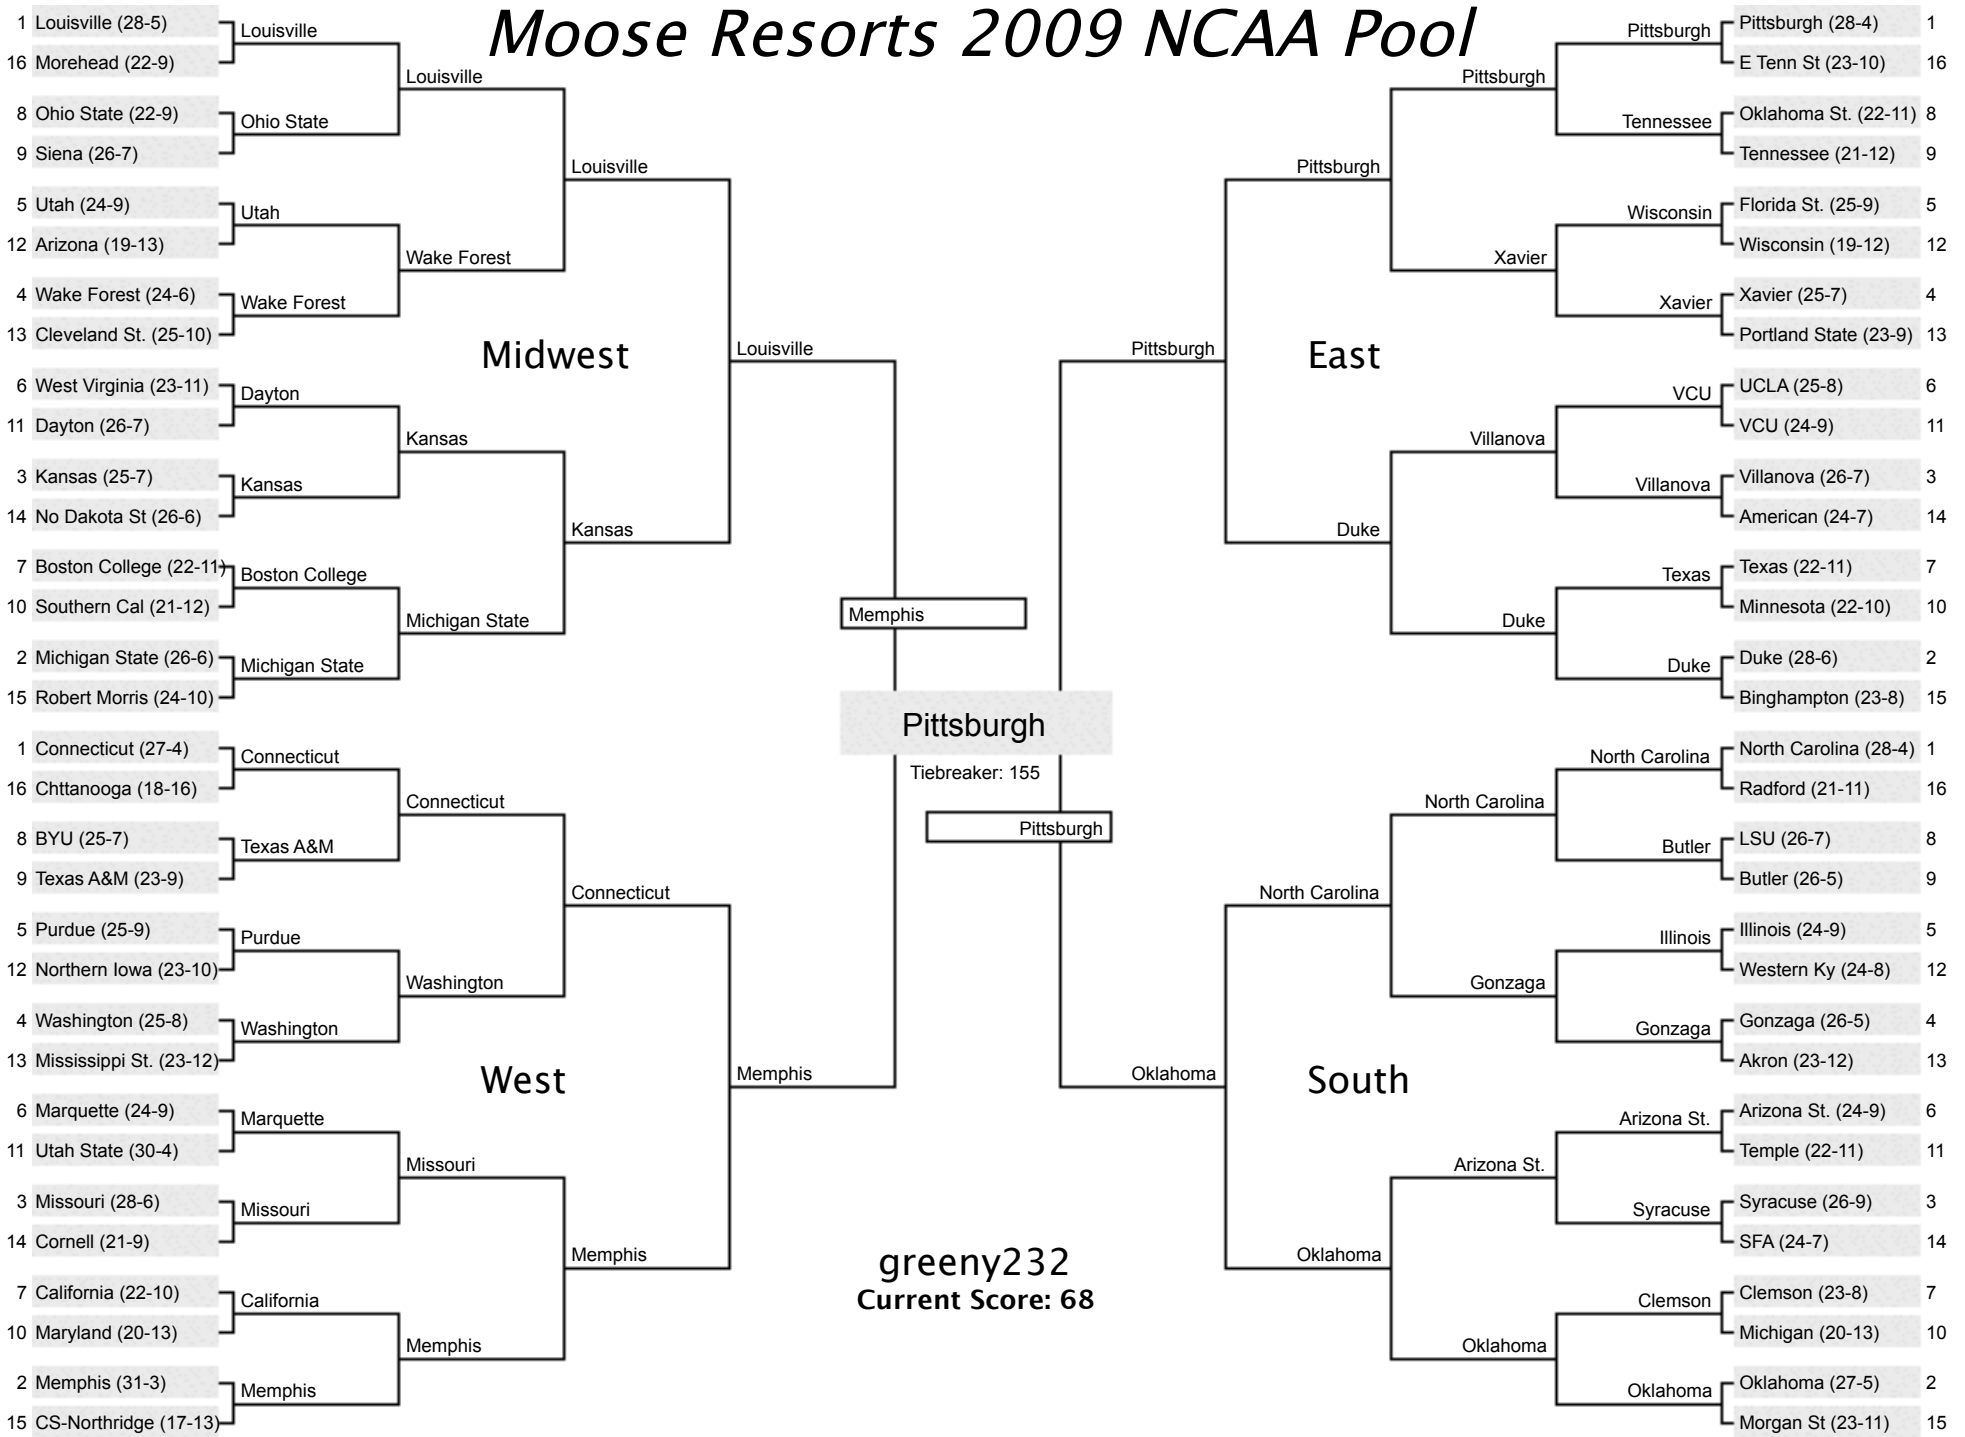 Moose Resorts 2009 NCAA Pool
1 Louisville (28-5)
16 Morehead (22-9)
8 Ohio State (22-9)
9 Siena (26-7)
5 Utah (24-9)
12 Arizona (19-13)
4 Wake Forest (24-6)
13 Cleveland St. (25-10)
6 West Virginia (23-11)
11 Dayton (26-7)
3 Kansas (25-7)
14 No Dakota St (26-6)
7 Boston College (22-11)
10 Southern Cal (21-12)
2 Michigan State (26-6)
15 Robert Morris (24-10)
Louisville
Ohio State
Utah
Wake Forest
Dayton
Kansas
Boston College
Michigan State
Louisville
Wake Forest
Kansas
Michigan State
Louisville
Kansas
Midwest
Louisville
1 Connecticut (27-4)
16 Chttanooga (18-16)
8 BYU (25-7)
9 Texas A&M (23-9)
5 Purdue (25-9)
12 Northern Iowa (23-10)
4 Washington (25-8)
13 Mississippi St. (23-12)
6 Marquette (24-9)
11 Utah State (30-4)
3 Missouri (28-6)
14 Cornell (21-9)
7 California (22-10)
10 Maryland (20-13)
2 Memphis (31-3)
15 CS-Northridge (17-13)
Connecticut
Texas A&M
Purdue
Washington
Marquette
Missouri
California
Memphis
Connecticut
Washington
Missouri
Memphis
Connecticut
Memphis
West
Memphis
Memphis
Pittsburgh
Tiebreaker: 155
Pittsburgh
greeny232
Current Score: 68
Pittsburgh
East
Pittsburgh
Duke
Pittsburgh
Xavier
Villanova
Duke
Pittsburgh
Tennessee
Wisconsin
Xavier
VCU
Villanova
Texas
Duke
Pittsburgh (28-4) 1
E Tenn St (23-10) 16
Oklahoma St. (22-11) 8
Tennessee (21-12) 9
Florida St. (25-9) 5
Wisconsin (19-12) 12
Xavier (25-7) 4
Portland State (23-9) 13
UCLA (25-8) 6
VCU (24-9) 11
Villanova (26-7) 3
American (24-7) 14
Texas (22-11) 7
Minnesota (22-10) 10
Duke (28-6) 2
Binghampton (23-8) 15
Oklahoma
South
North Carolina
Oklahoma
North Carolina
Gonzaga
Arizona St.
Oklahoma
North Carolina
Butler
Illinois
Gonzaga
Arizona St.
Syracuse
Clemson
Oklahoma
North Carolina (28-4) 1
Radford (21-11) 16
LSU (26-7) 8
Butler (26-5) 9
Illinois (24-9) 5
Western Ky (24-8) 12
Gonzaga (26-5) 4
Akron (23-12) 13
Arizona St. (24-9) 6
Temple (22-11) 11
Syracuse (26-9) 3
SFA (24-7) 14
Clemson (23-8) 7
Michigan (20-13) 10
Oklahoma (27-5) 2
Morgan St (23-11) 15